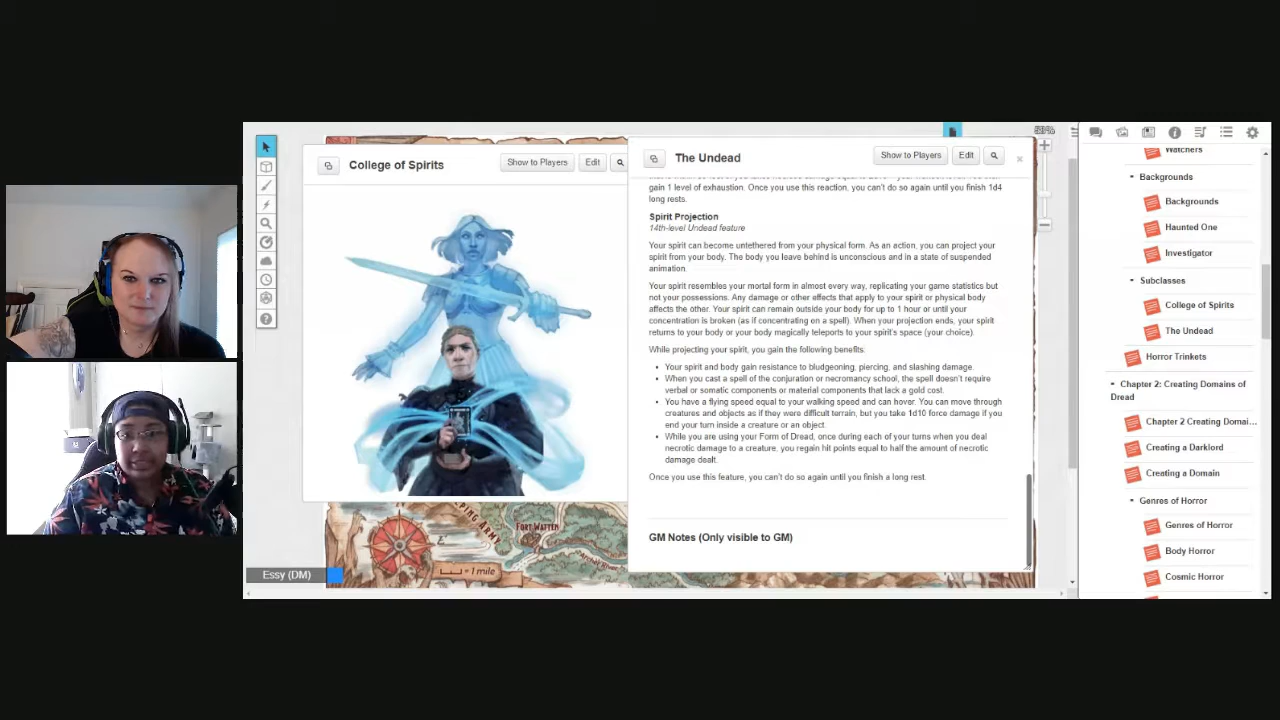 College of Spirits
Show to Players
Edit
The Undead
Show to Players
Edit
gain 1 level of exhaustion. Once you use this reaction, you can't do so again until you finish 1d4
long rests.
Spirit Projection
14th-level Undead feature
Your spirit can become untethered from your physical form. As an action, you can project your
spirit from your body. The body you leave behind is unconscious and in a state of suspended
animation.
Your spirit resembles your mortal form in almost every way, replicating your game statistics but
not your possessions. Any damage or other effects that apply to your spirit or physical body
affects the other. Your spirit can remain outside your body for up to 1 hour or until your
concentration is broken (as if concentrating on a spell). When your projection ends, your spirit
returns to your body or your body magically teleports to your spirit's space (your choice).
While projecting your spirit, you gain the following benefits:
• Your spirit and body gain resistance to bludgeoning, piercing, and slashing damage.
• When you cast a spell of the conjuration or necromancy school, the spell doesn't require
verbal or somatic components or material components that lack a gold cost.
• You have a flying speed equal to your walking speed and can hover. You can move through
creatures and objects as if they were difficult terrain, but you take 1d10 force damage if you
end your turn inside a creature or an object.
• While you are using your Form of Dread, once during each of your turns when you deal
necrotic damage to a creature, you regain hit points equal to half the amount of necrotic
damage dealt.
Once you use this feature, you can't do so again until you finish a long rest.
GM Notes (Only visible to GM)
Watchers
Backgrounds
Backgrounds
Haunted One
Investigator
Subclasses
College of Spirits
The Undead
Horror Trinkets
Chapter 2: Creating Domains of
Dread
Chapter 2 Creating Domai...
Creating a Darklord
Creating a Domain
Genres of Horror
Genres of Horror
Body Horror
Cosmic Horror
ARMY
FORT WATTEN
= 1 mile
Essy (DM)